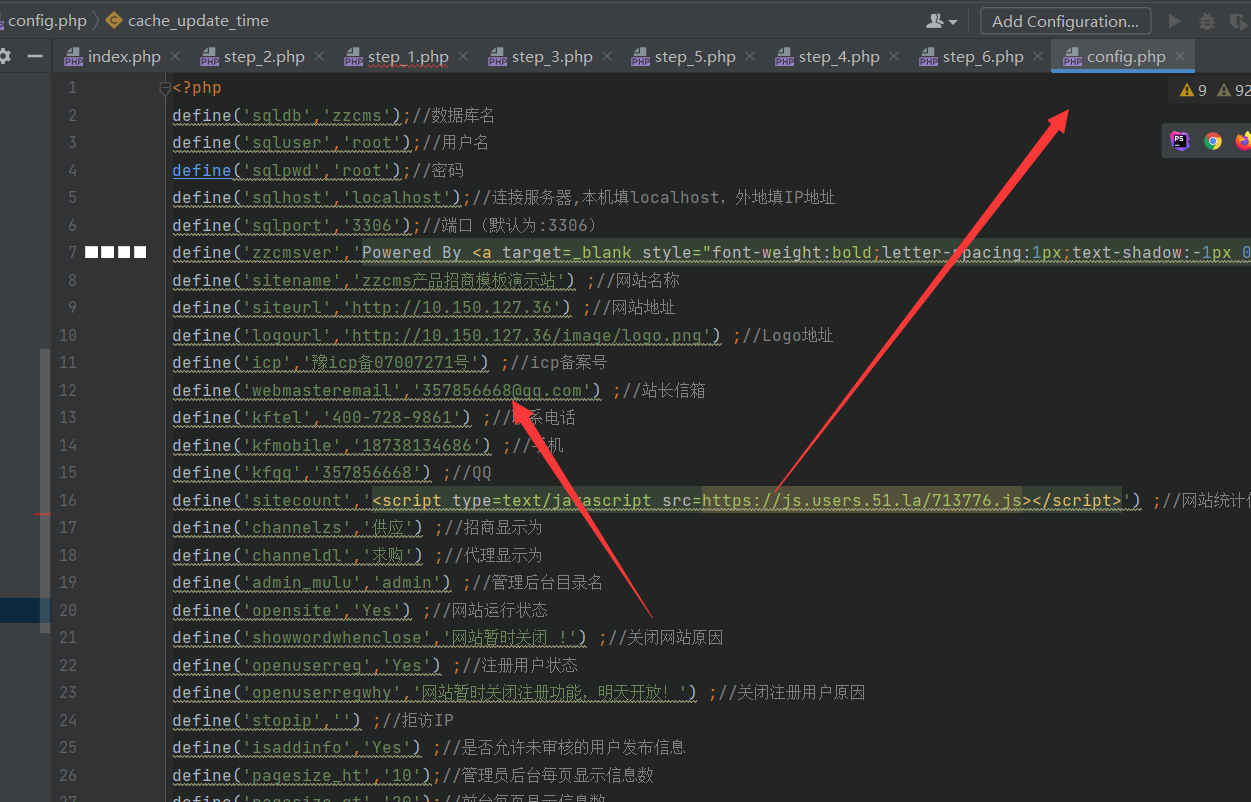 config.php cache_update_time Add Configuration...
index.php step_2.php step_1.php step_3.php step_5.php step_4.php step_6.php config.php
9 92
1 <?php
2 define('sqldb','zzcms');//数据库名
3 define('sqluser','root');//用户名
4 define('sqlpwd','root');//密码
5 define('sqlhost','localhost');//连接服务器,本机填localhost，外地填IP地址
6 define('sqlport','3306');//端口（默认为:3306）
7 define('zzcmsver','Powered By <a target=_blank style="font-weight:bold;letter-spacing:1px;text-shadow:-1px 0
8 define('sitename','zzcms产品招商模板演示站') ;//网站名称
9 define('siteurl','http://10.150.127.36') ;//网站地址
10 define('logourl','http://10.150.127.36/image/logo.png') ;//Logo地址
11 define('icp','豫icp备07007271号') ;//icp备案号
12 define('webmasteremail','357856668@qq.com') ;//站长信箱
13 define('kftel','400-728-9861') ;//联系电话
14 define('kfmobile','18738134686') ;//手机
15 define('kfqq','357856668') ;//QQ
16 define('sitecount','<script type=text/javascript src=https://js.users.51.la/713776.js></script>') ;//网站统计
17 define('channelzs','供应') ;//招商显示为
18 define('channeldl','求购') ;//代理显示为
19 define('admin_mulu','admin') ;//管理后台目录名
20 define('opensite','Yes') ;//网站运行状态
21 define('showwordwhenclose','网站暂时关闭 !') ;//关闭网站原因
22 define('openuserreg','Yes') ;//注册用户状态
23 define('openuserregwhy','网站暂时关闭注册功能，明天开放！') ;//关闭注册用户原因
24 define('stopip','') ;//拒访IP
25 define('isaddinfo','Yes') ;//是否允许未审核的用户发布信息
26 define('pagesize_ht','10');//管理员后台每页显示信息数
27 define('pagesize_qt','20');//前台每页显示信息数